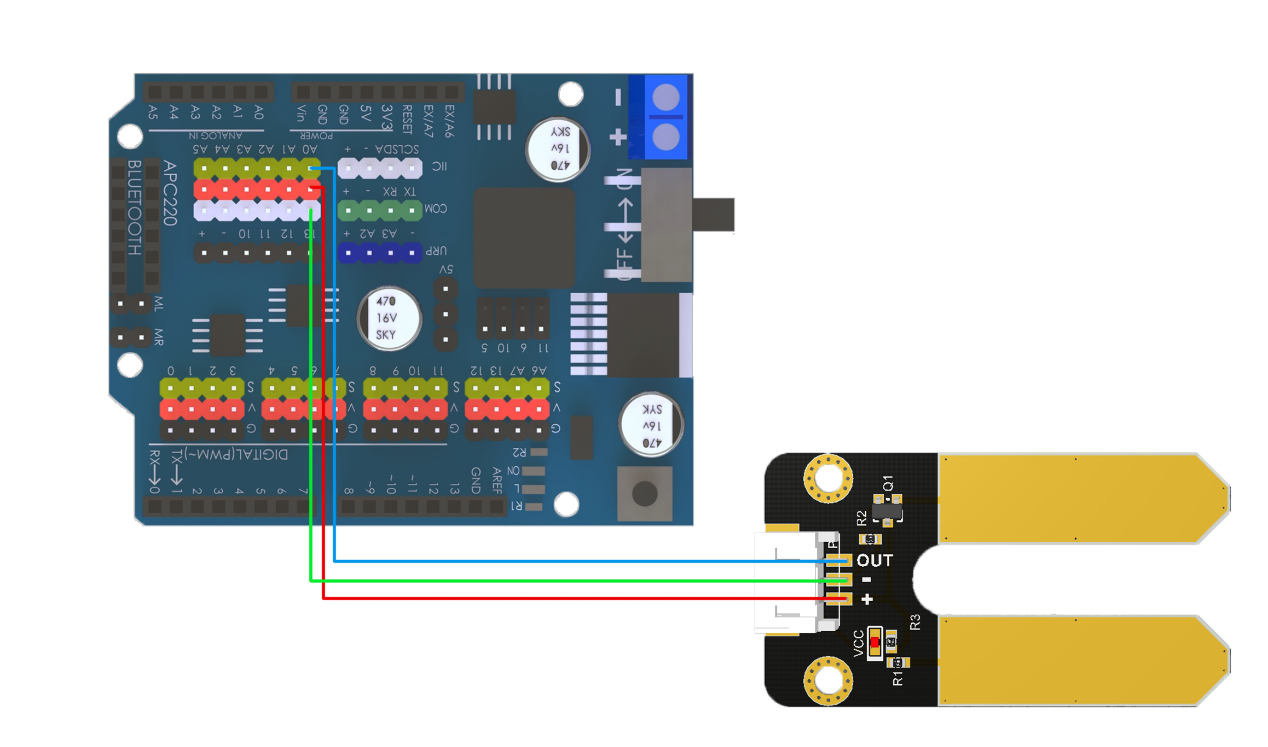 A5 A4 A3 A2 A1 A0
Vin GND GND 5V 3V3 RESET EX/A7 EX/A6
ANALOG IN
POWER
A5 A4 A3 A2 A1 A0
+ - SDA SCL
IIC
+ - RX TX
COM
+ - 10 11 12 13
+ A2 A3 -
URP
5V
BLUETOOTH
APC220
ML
MR
SKY
16v
470
-
+
OFF ON
470
16V
SKY
5 10 6 11
0 1 2 3
4 5 6 7
8 9 10 11
12 13 A7 A6
S S S S
V V V V
G G G G
SYK
16v
470
DIGITAL(PWM~)
RX TX
0 1 2 3 4 5 6 7 8 ~9 ~10 ~11 12 13 GND AREF
R2
ON
L
R1
Q1
R2
OUT
-
+
R3
VCC
R1